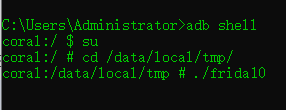 C:\Users\Administrator>adb shell
coral:/ $ su
coral:/ # cd /data/local/tmp/
coral:/data/local/tmp # ./frida10